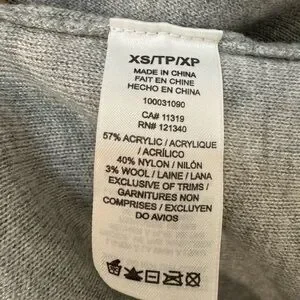 XS/TP/XP
MADE IN CHINA
FAIT EN CHINE
HECHO EN CHINA
100031090
CA# 11319
RN# 121340
57% ACRYLIC / ACRYLIQUE
/ ACRÍLICO
40% NYLON / NILÓN
3% WOOL / LAINE / LANA
EXCLUSIVE OF TRIMS /
GARNITURES NON
COMPRISES / EXCLUYEN
DO AVIOS